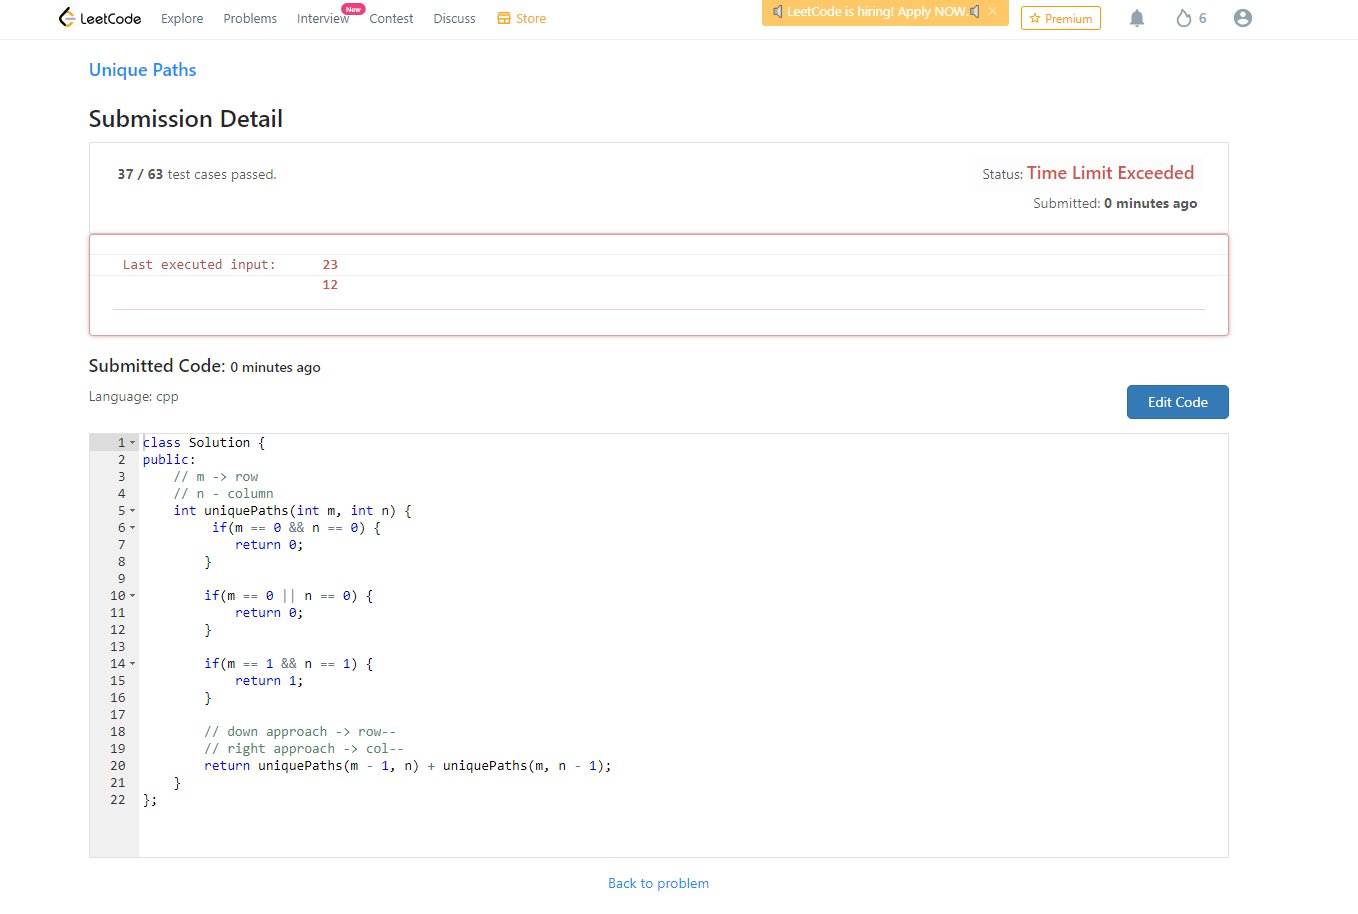 LeetCode Explore Problems Interview New Contest Discuss Store LeetCode is hiring! Apply NOW. × Premium 6
Unique Paths
Submission Detail
37 / 63 test cases passed.
Status: Time Limit Exceeded
Submitted: 0 minutes ago
Last executed input: 23
12
Submitted Code: 0 minutes ago
Language: cpp
Edit Code
1 class Solution {
2 public:
3     // m -> row
4     // n - column
5     int uniquePaths(int m, int n) {
6          if(m == 0 && n == 0) {
7             return 0;
8         }
9
10         if(m == 0 || n == 0) {
11             return 0;
12         }
13
14         if(m == 1 && n == 1) {
15             return 1;
16         }
17
18         // down approach -> row--
19         // right approach -> col--
20         return uniquePaths(m - 1, n) + uniquePaths(m, n - 1);
21     }
22 };
Back to problem